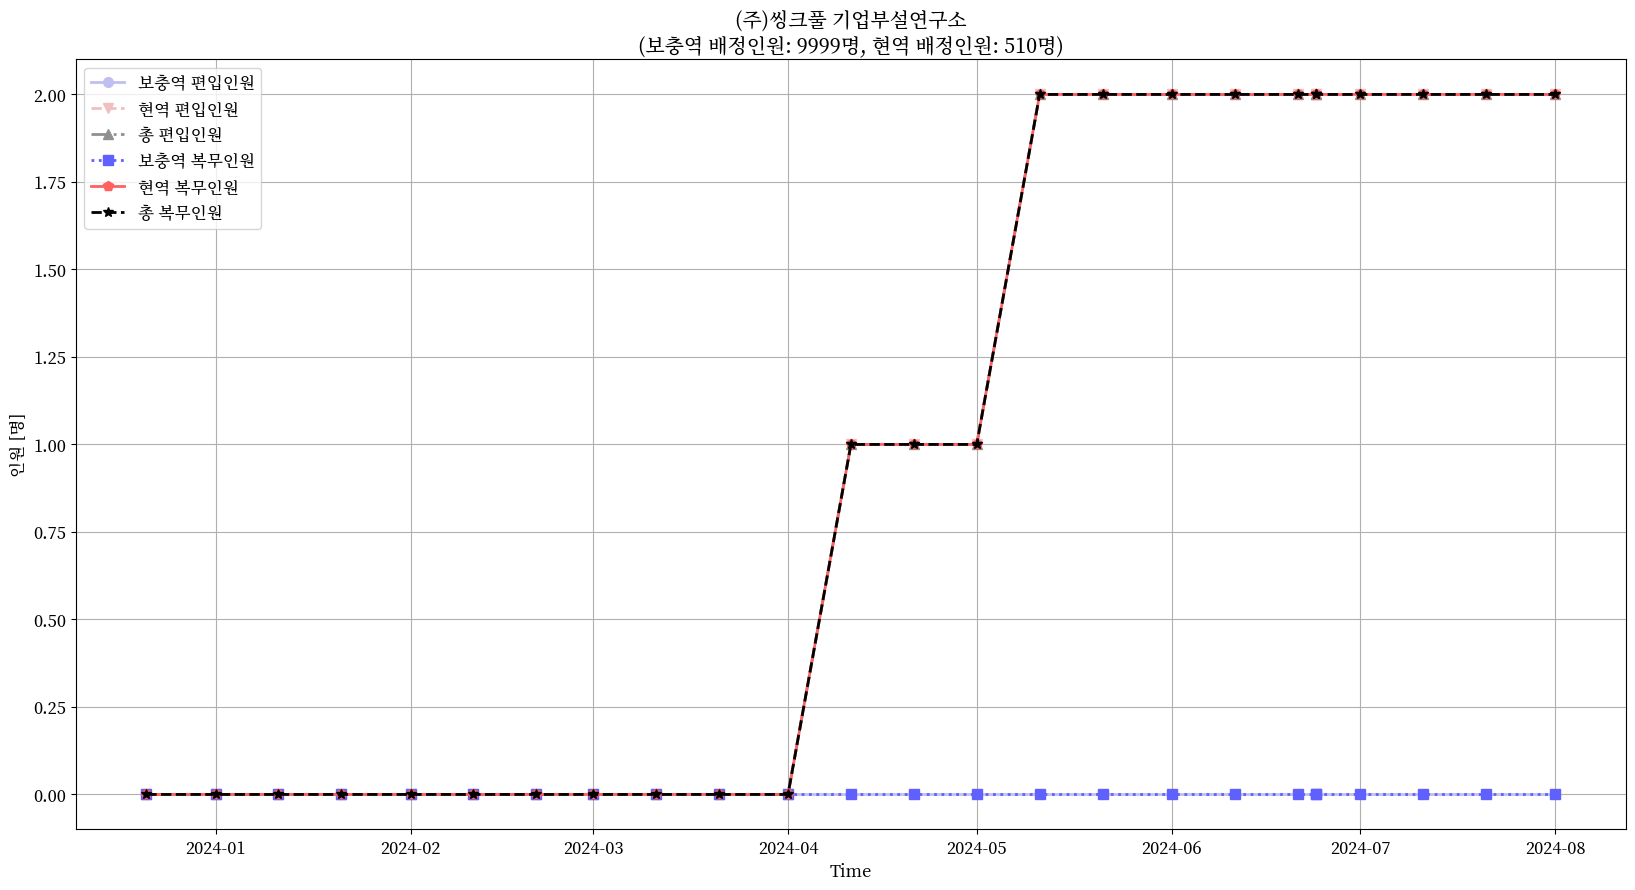 (주)씽크풀 기업부설연구소
(보충역 배정인원: 9999명, 현역 배정인원: 510명)
보충역 편입인원
현역 편입인원
총 편입인원
보충역 복무인원
현역 복무인원
총 복무인원
2.00
1.75
1.50
1.25
1.00
0.75
0.50
0.25
0.00
인원 [명]
2024-01
2024-02
2024-03
2024-04
2024-05
2024-06
2024-07
2024-08
Time